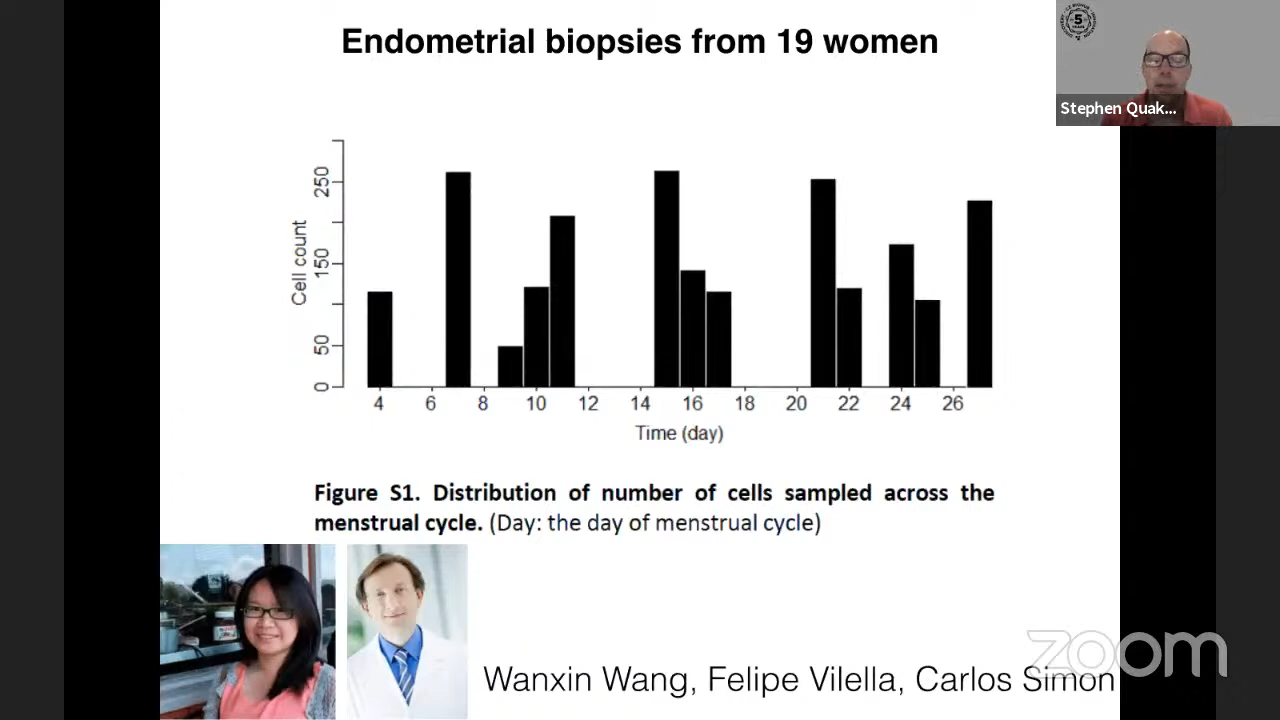 Endometrial biopsies from 19 women
5
Stephen Quak...
Cell count
250
150
50
0
4 6 8 10 12 14 16 18 20 22 24 26
Time (day)
Figure S1. Distribution of number of cells sampled across the
menstrual cycle. (Day: the day of menstrual cycle)
Wanxin Wang, Felipe Vilella, Carlos Simon
zoom